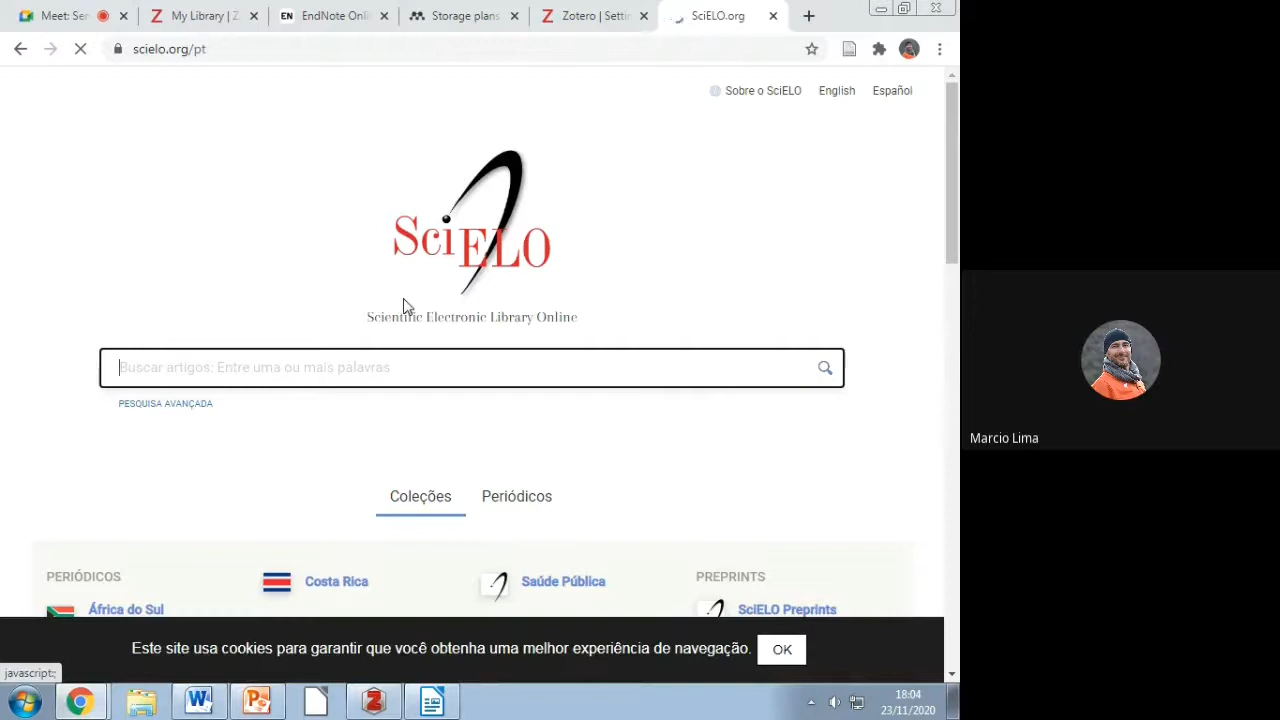 Meet: Ser
My Library | Z
EN EndNote Onli
Storage plans
Zotero | Settin
SciELO.org
scielo.org/pt
Sobre o SciELO English Español
SciELO
Scientific Electronic Library Online
Buscar artigos: Entre uma ou mais palavras
PESQUISA AVANÇADA
Coleções Periódicos
PERIÓDICOS
Costa Rica
Saúde Pública
PREPRINTS
África do Sul
SciELO Preprints
Este site usa cookies para garantir que você obtenha uma melhor experiência de navegação. OK
javascript:;
18:04
23/11/2020
Marcio Lima